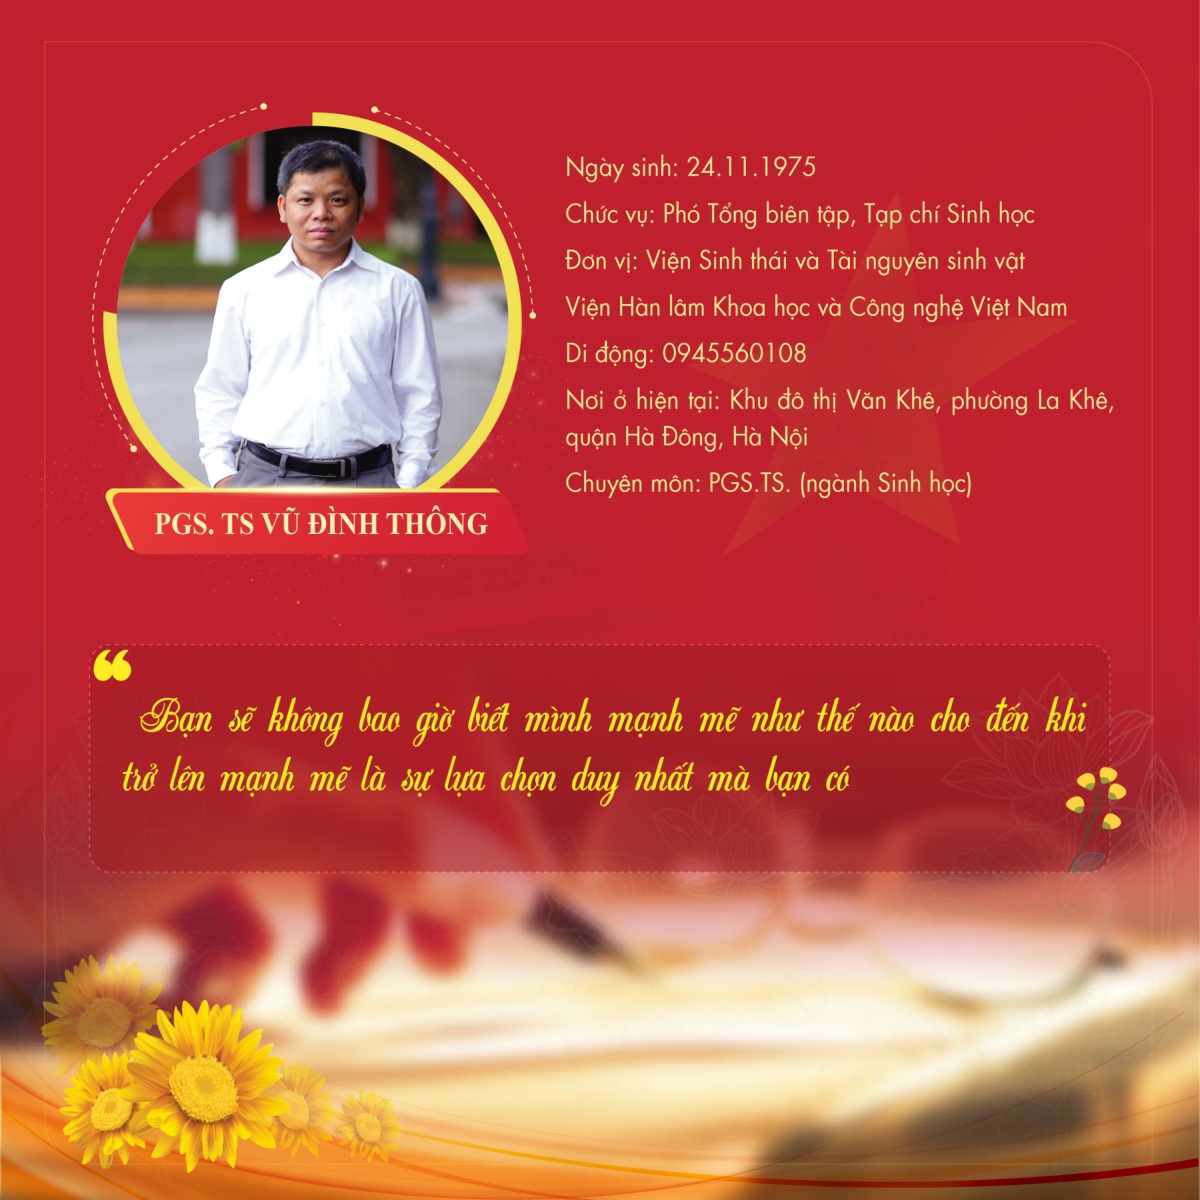 Ngày sinh: 24.11.1975
Chức vụ: Phó Tổng biên tập, Tạp chí Sinh học
Đơn vị: Viện Sinh thái và Tài nguyên sinh vật
Viện Hàn lâm Khoa học và Công nghệ Việt Nam
Di động: 0945560108
Nơi ở hiện tại: Khu đô thị Văn Khê, phường La Khê,
quận Hà Đông, Hà Nội
Chuyên môn: PGS.TS. (ngành Sinh học)
PGS. TS VŨ ĐÌNH THÔNG
❝
Bạn sẽ không bao giờ biết mình mạnh mẽ như thế nào cho đến khi
trở lên mạnh mẽ là sự lựa chọn duy nhất mà bạn có